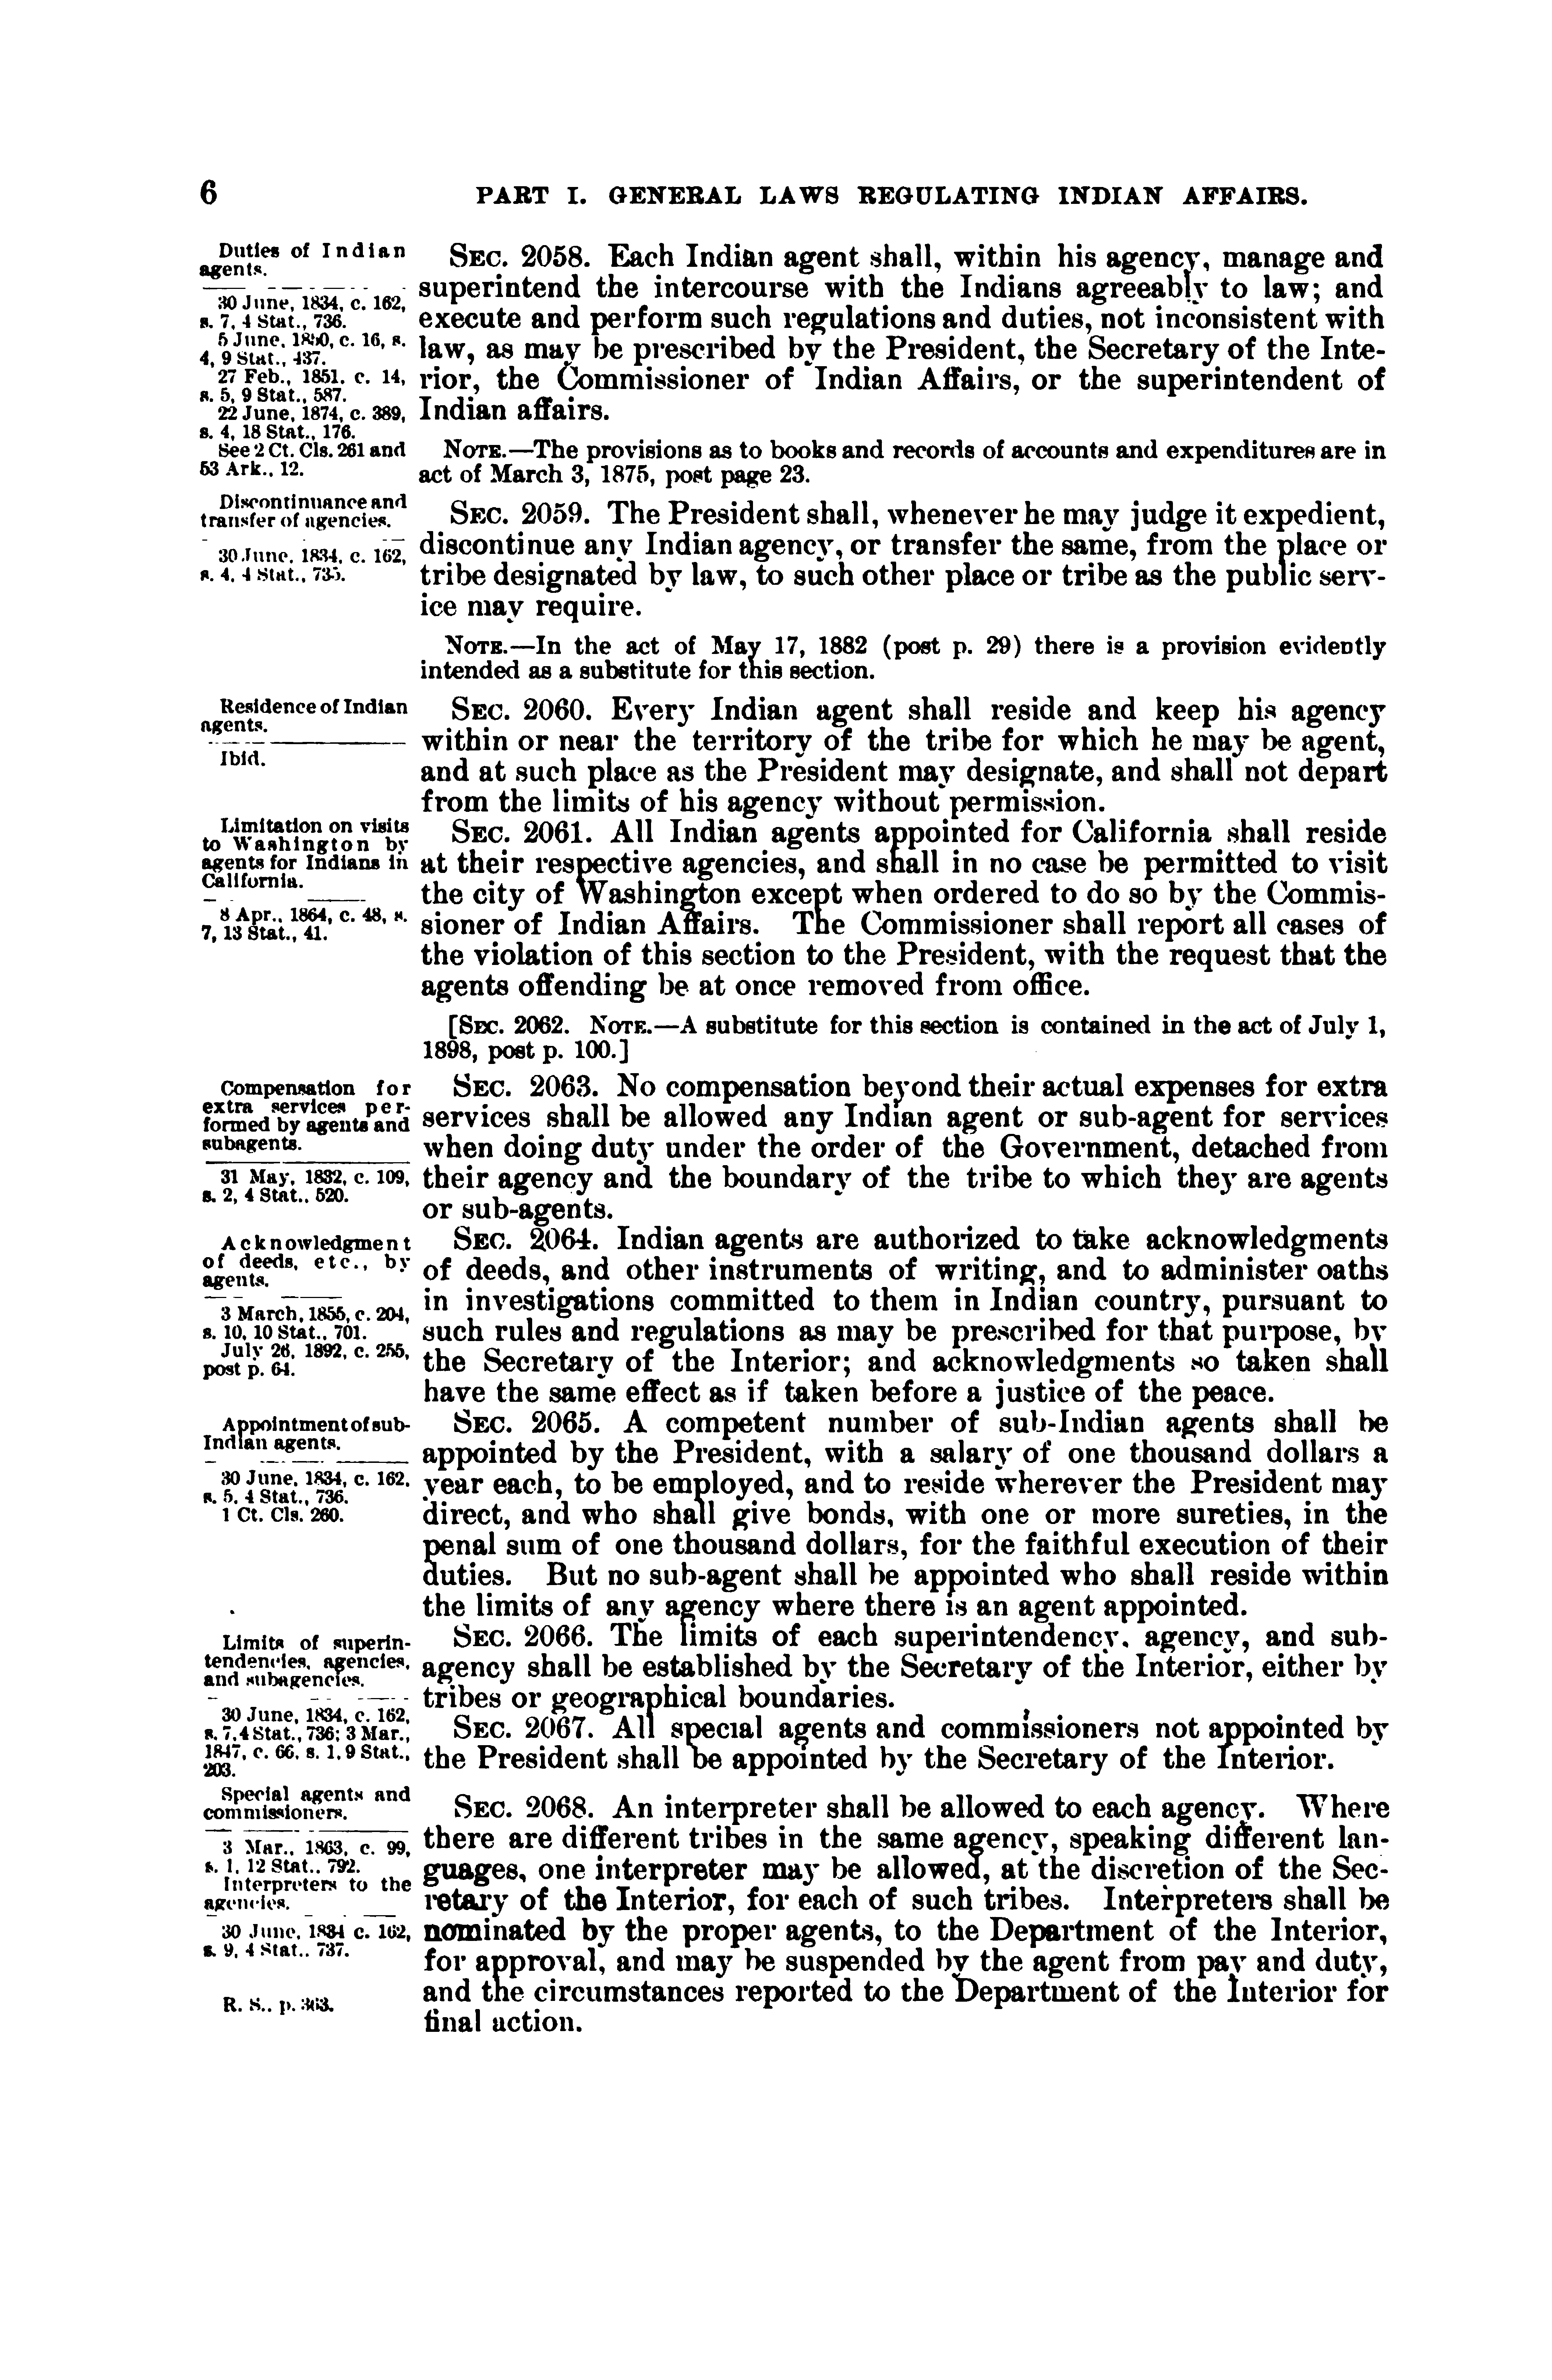 6
PART I. GENERAL LAWS REGULATING INDIAN AFFAIRS.
Duties of Indian
agents.
30 June, 1834, c. 162,
s. 7, 4 Stat., 736.
5 June, 1850, c. 16, s.
4, 9 Stat., 437.
27 Feb., 1851. c. 14,
s. 5, 9 Stat., 587.
22 June, 1874, c. 389,
s. 4, 18 Stat., 176.
See 2 Ct. Cls. 261 and
53 Ark., 12.
SEC. 2058. Each Indian agent shall, within his agency, manage and
superintend the intercourse with the Indians agreeably to law; and
execute and perform such regulations and duties, not inconsistent with
law, as may be prescribed by the President, the Secretary of the Inte-
rior, the Commissioner of Indian Affairs, or the superintendent of
Indian affairs.
NOTE.—The provisions as to books and records of accounts and expenditures are in
act of March 3, 1875, post page 23.
Discontinuance and
transfer of agencies.
30 June, 1834, c. 162,
s. 4, 4 Stat., 735.
SEC. 2059. The President shall, whenever he may judge it expedient,
discontinue any Indian agency, or transfer the same, from the place or
tribe designated by law, to such other place or tribe as the public serv-
ice may require.
NOTE.—In the act of May 17, 1882 (post p. 29) there is a provision evidently
intended as a substitute for this section.
Residence of Indian
agents.
Ibid.
SEC. 2060. Every Indian agent shall reside and keep his agency
within or near the territory of the tribe for which he may be agent,
and at such place as the President may designate, and shall not depart
from the limits of his agency without permission.
Limitation on visits
to Washington by
agents for Indians in
California.
8 Apr., 1864, c. 48, s.
7, 13 Stat., 41.
SEC. 2061. All Indian agents appointed for California shall reside
at their respective agencies, and shall in no case be permitted to visit
the city of Washington except when ordered to do so by the Commis-
sioner of Indian Affairs. The Commissioner shall report all cases of
the violation of this section to the President, with the request that the
agents offending be at once removed from office.
[SEC. 2062. NOTE.—A substitute for this section is contained in the act of July 1,
1898, post p. 100.]
Compensation for
extra services per-
formed by agents and
subagents.
31 May, 1832, c. 109,
s. 2, 4 Stat., 520.
SEC. 2063. No compensation beyond their actual expenses for extra
services shall be allowed any Indian agent or sub-agent for services
when doing duty under the order of the Government, detached from
their agency and the boundary of the tribe to which they are agents
or sub-agents.
Acknowledgment
of deeds, etc., by
agents.
3 March, 1855, c. 204,
s. 10, 10 Stat., 701.
July 26, 1892, c. 255,
post p. 64.
SEC. 2064. Indian agents are authorized to take acknowledgments
of deeds, and other instruments of writing, and to administer oaths
in investigations committed to them in Indian country, pursuant to
such rules and regulations as may be prescribed for that purpose, by
the Secretary of the Interior; and acknowledgments so taken shall
have the same effect as if taken before a justice of the peace.
Appointment of sub-
Indian agents.
30 June, 1834, c. 162,
s. 5, 4 Stat., 736.
1 Ct. Cls. 260.
SEC. 2065. A competent number of sub-Indian agents shall be
appointed by the President, with a salary of one thousand dollars a
year each, to be employed, and to reside wherever the President may
direct, and who shall give bonds, with one or more sureties, in the
penal sum of one thousand dollars, for the faithful execution of their
duties. But no sub-agent shall be appointed who shall reside within
the limits of any agency where there is an agent appointed.
Limits of superin-
tendencies, agencies,
and subagencies.
30 June, 1834, c. 162,
s. 7, 4 Stat., 736; 3 Mar.,
1847, c. 66, s. 1, 9 Stat.,
203.
SEC. 2066. The limits of each superintendency, agency, and sub-
agency shall be established by the Secretary of the Interior, either by
tribes or geographical boundaries.
Special agents and
commissioners.
3 Mar., 1863, c. 99,
s. 1, 12 Stat., 792.
SEC. 2067. All special agents and commissioners not appointed by
the President shall be appointed by the Secretary of the Interior.
Interpreters to the
agencies.
30 June, 1834 c. 162,
s. 9, 4 Stat., 737.
R. S., p. 363.
SEC. 2068. An interpreter shall be allowed to each agency. Where
there are different tribes in the same agency, speaking different lan-
guages, one interpreter may be allowed, at the discretion of the Sec-
retary of the Interior, for each of such tribes. Interpreters shall be
nominated by the proper agents, to the Department of the Interior,
for approval, and may be suspended by the agent from pay and duty,
and the circumstances reported to the Department of the Interior for
final action.